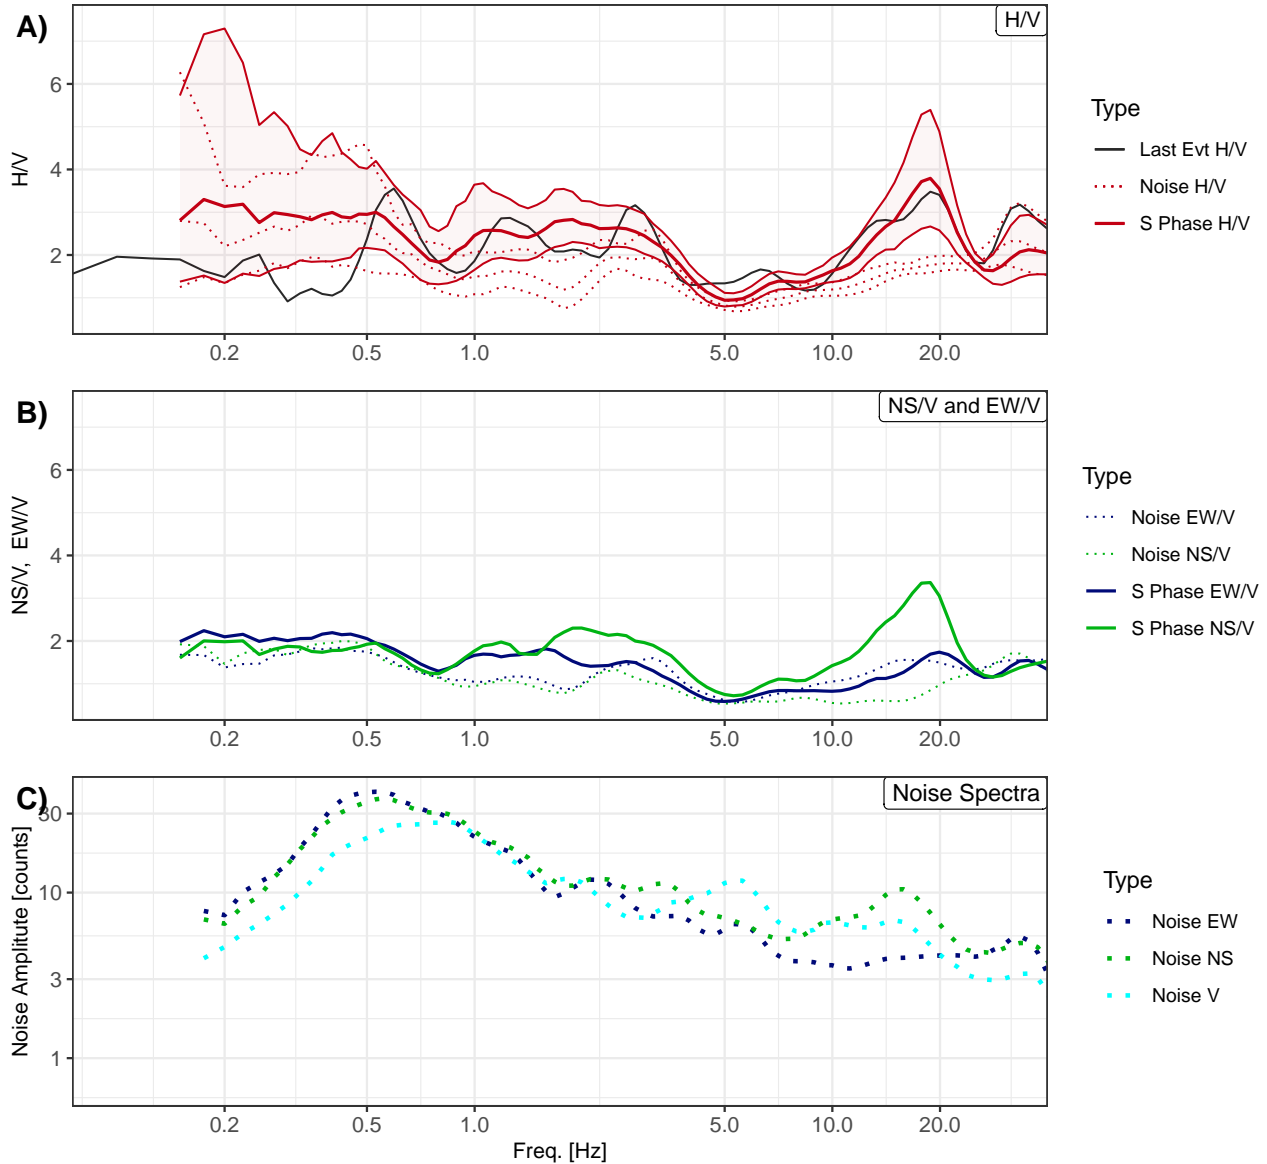 A)
H/V
H/V
6
4
2
0.2 0.5 1.0 5.0 10.0 20.0
Type
Last Evt H/V
Noise H/V
S Phase H/V
B)
NS/V and EW/V
NS/V,  EW/V
6
4
2
0.2 0.5 1.0 5.0 10.0 20.0
Type
Noise EW/V
Noise NS/V
S Phase EW/V
S Phase NS/V
C)
Noise Spectra
Noise Amplitute [counts]
30
10
3
1
0.2 0.5 1.0 5.0 10.0 20.0
Freq. [Hz]
Type
Noise EW
Noise NS
Noise V